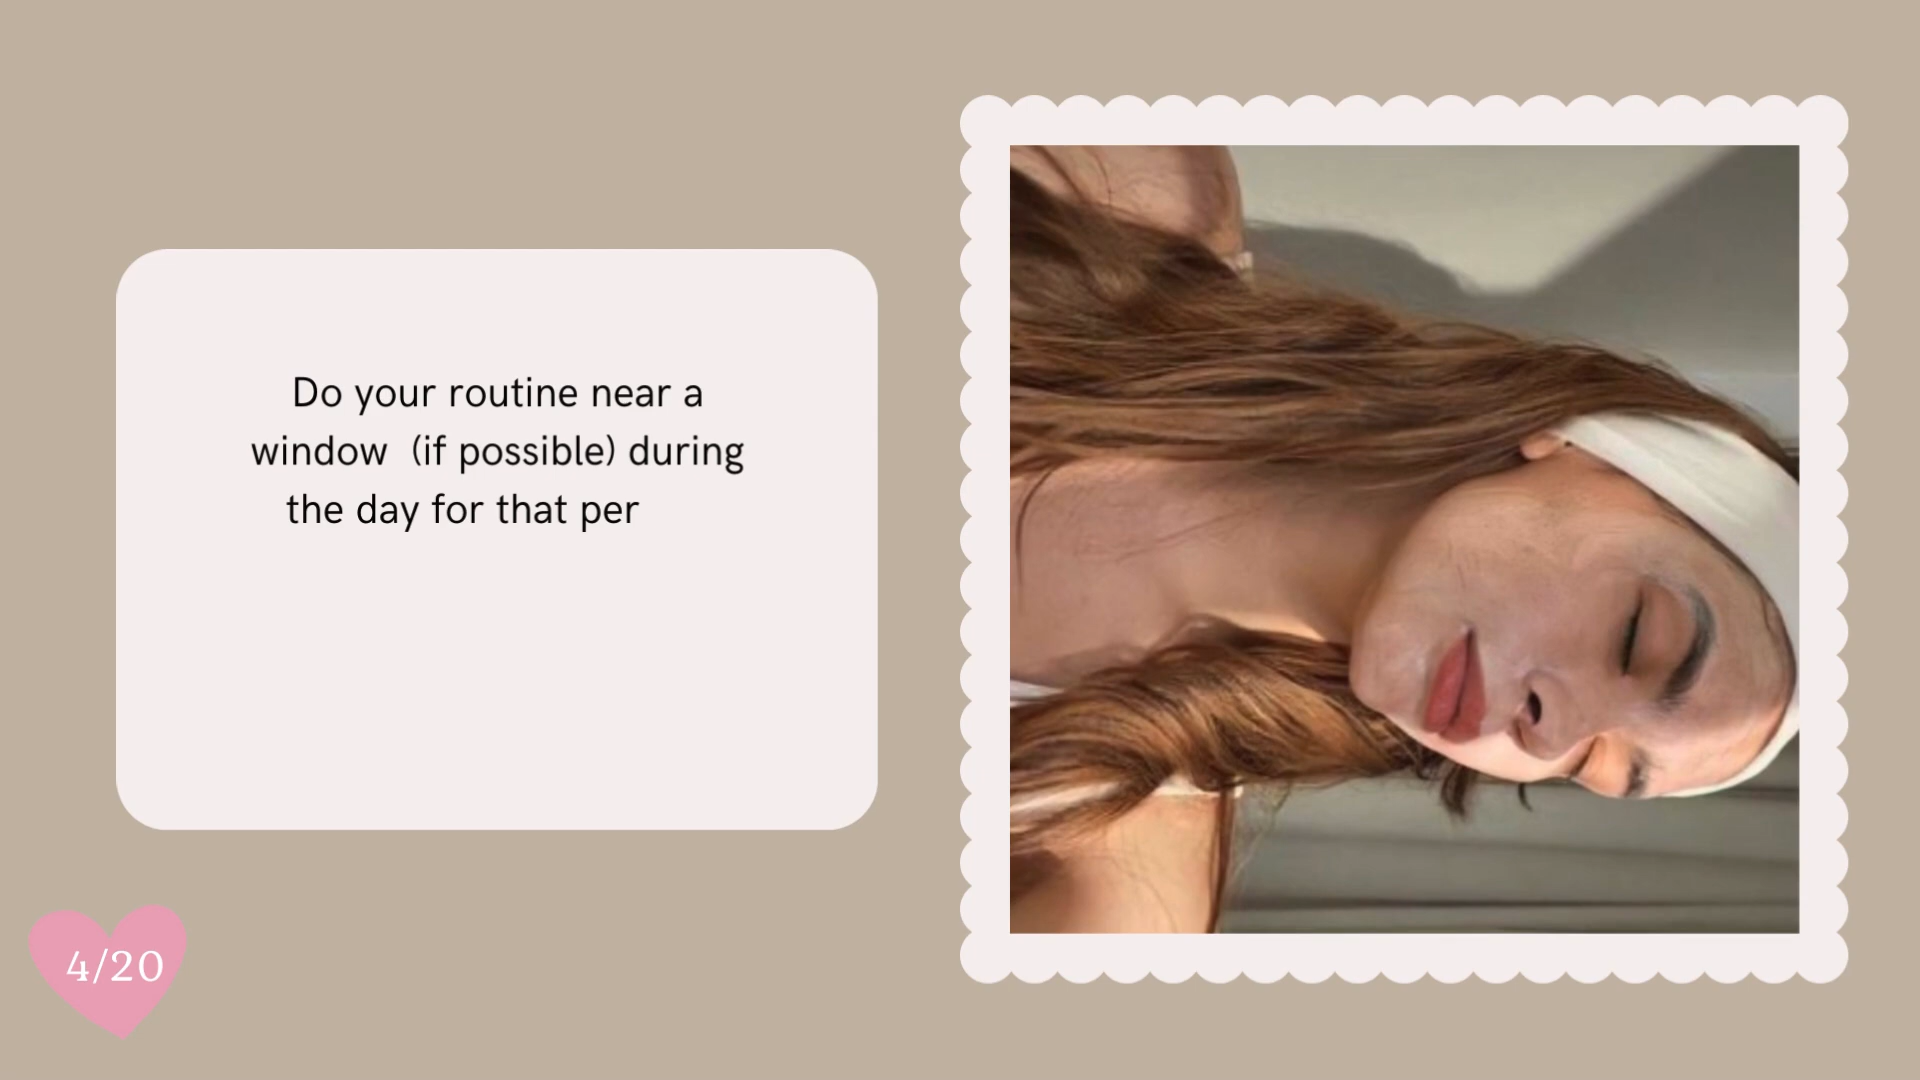 Do your routine near a
window  (if possible) during
the day for that per
4/20